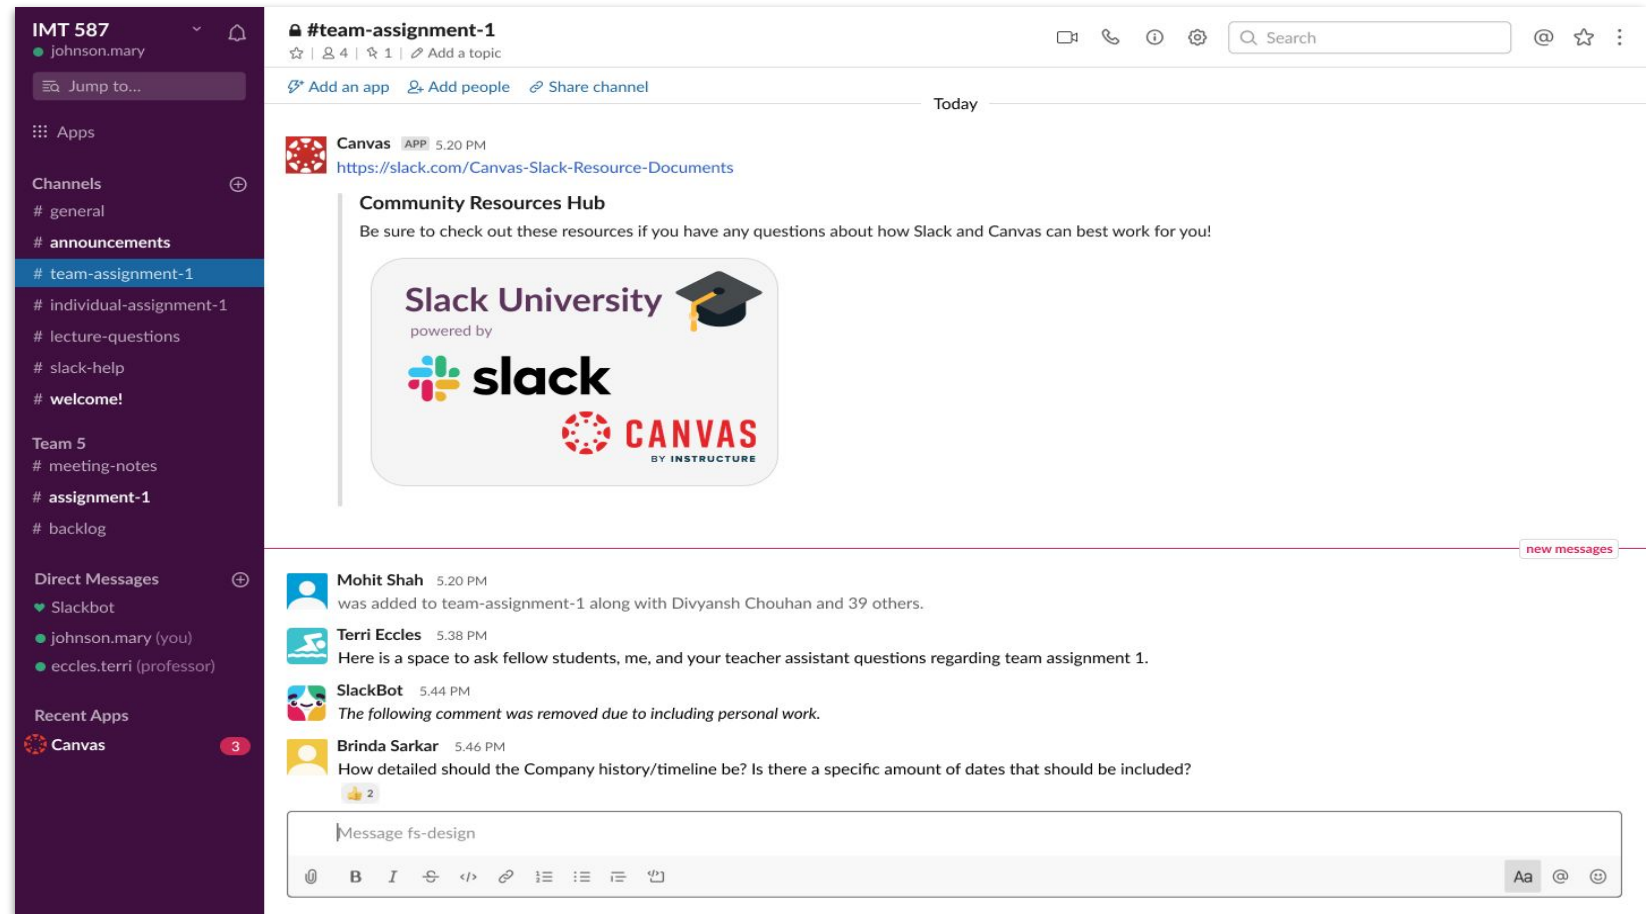 IMT 587
johnson.mary
Jump to...
Apps
Channels
# general
# announcements
# team-assignment-1
# individual-assignment-1
# lecture-questions
# slack-help
# welcome!
Team 5
# meeting-notes
# assignment-1
# backlog
Direct Messages
Slackbot
johnson.mary (you)
eccles.terri (professor)
Recent Apps
Canvas 3
#team-assignment-1
4 | 1 | Add a topic
Search
Add an app Add people Share channel
Today
Canvas APP 5.20 PM
https://slack.com/Canvas-Slack-Resource-Documents
Community Resources Hub
Be sure to check out these resources if you have any questions about how Slack and Canvas can best work for you!
Slack University
powered by
slack
CANVAS
BY INSTRUCTURE
new messages
Mohit Shah 5.20 PM
was added to team-assignment-1 along with Divyansh Chouhan and 39 others.
Terri Eccles 5.38 PM
Here is a space to ask fellow students, me, and your teacher assistant questions regarding team assignment 1.
SlackBot 5.44 PM
The following comment was removed due to including personal work.
Brinda Sarkar 5.46 PM
How detailed should the Company history/timeline be? Is there a specific amount of dates that should be included?
2
Message fs-design
B I S </> Aa @